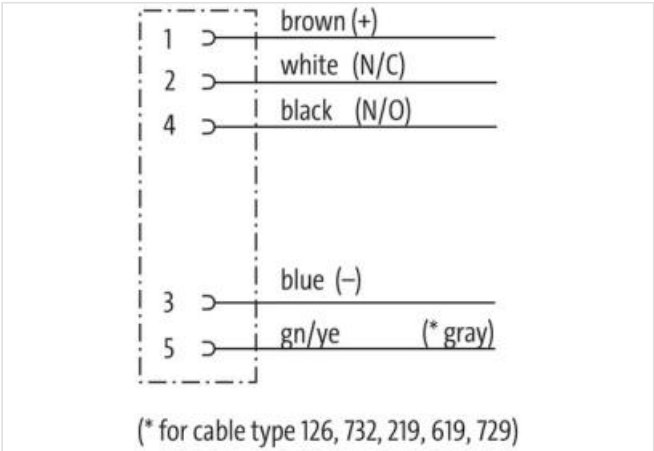 1 brown (+)
2 white (N/C)
4 black (N/O)
3 blue (–)
5 gn/ye (* gray)
(* for cable type 126, 732, 219, 619, 729)